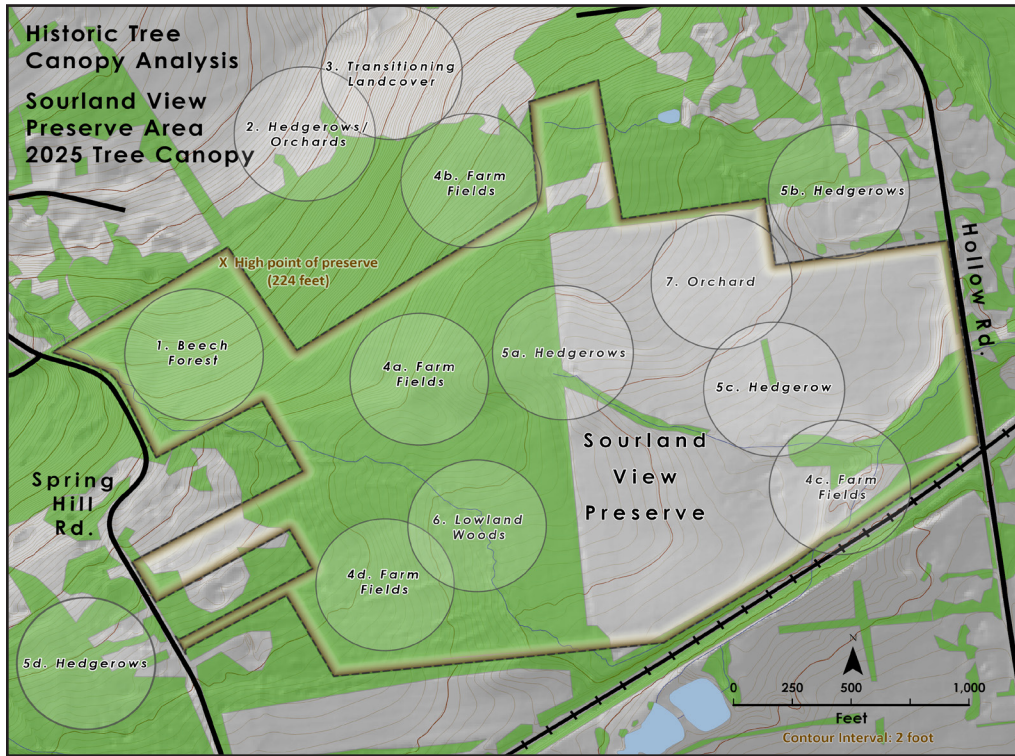 Historic Tree
Canopy Analysis
Sourland View
Preserve Area
2025 Tree Canopy
3. Transitioning
Landcover
2. Hedgerows/
Orchards
4b. Farm
Fields
5b. Hedgerows
Hollow Rd.
X High point of preserve
(224 feet)
7. Orchard
1. Beech
Forest
4a. Farm
Fields
5a. Hedgerows
5c. Hedgerow
Sourland
View
Preserve
4c. Farm
Fields
Spring
Hill
Rd.
6. Lowland
Woods
4d. Farm
Fields
5d. Hedgerows
N
0 250 500 1,000
Feet
Contour Interval: 2 foot